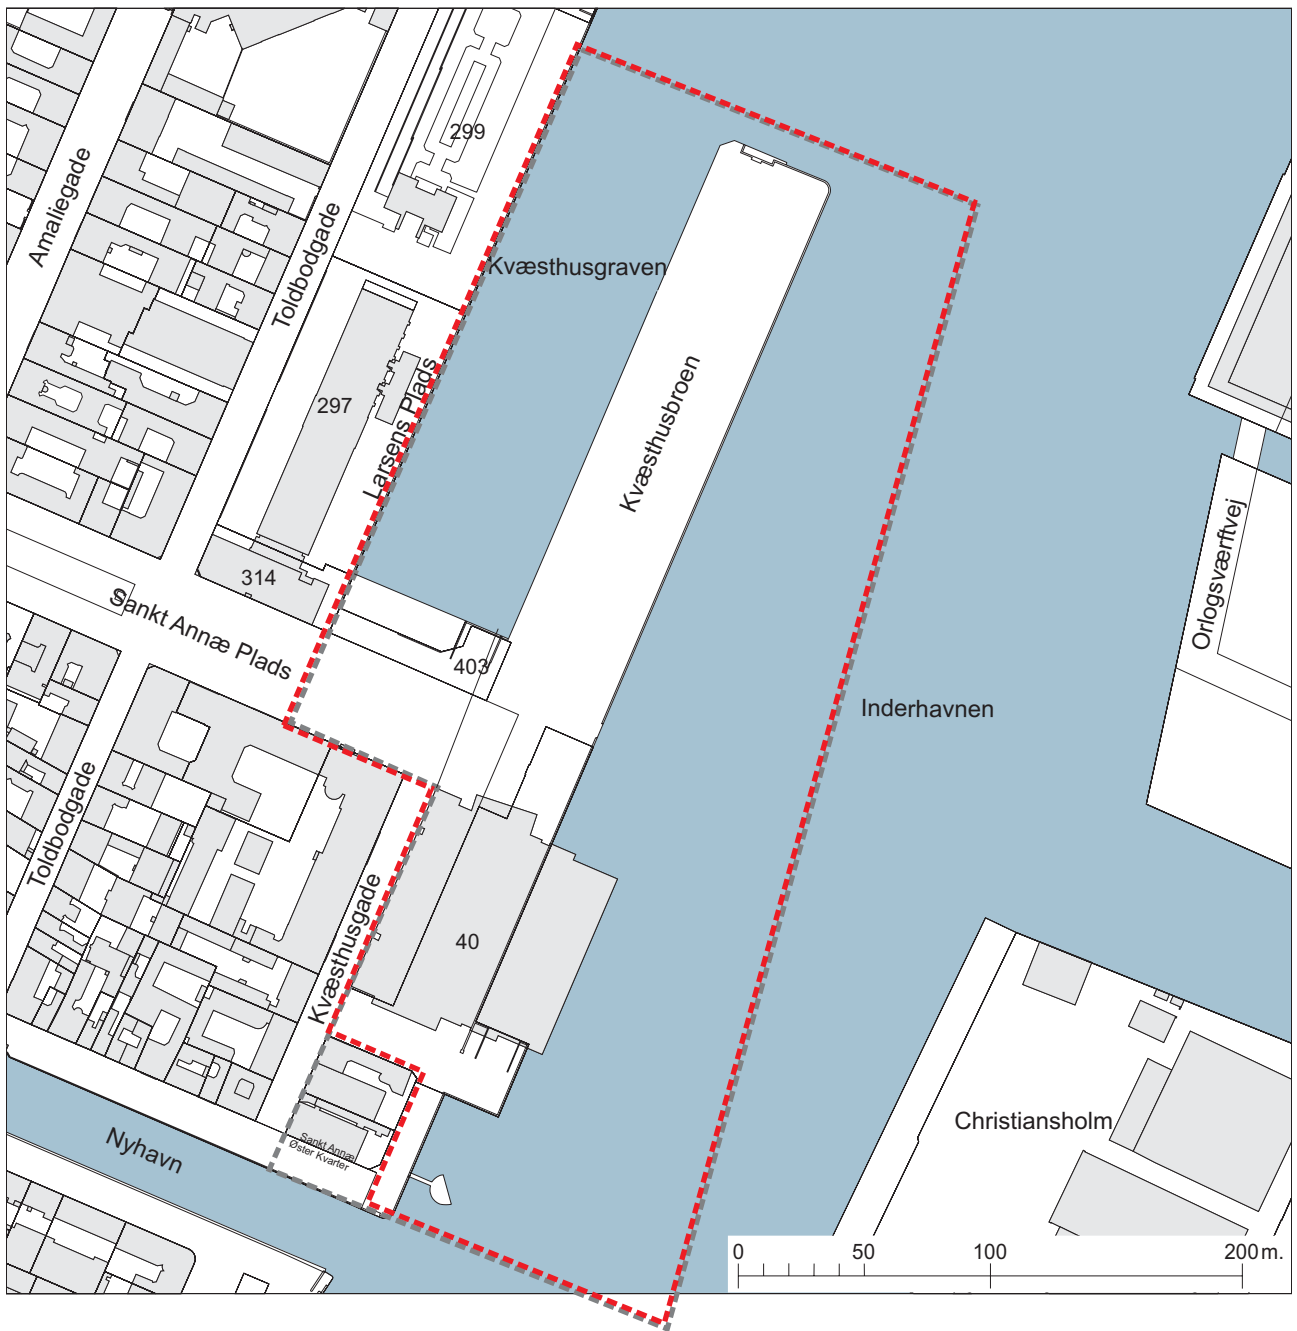 299
Amaliegade
Toldbodgade
Kvæsthusgraven
Kvæsthusbroen
297
Larsens Plads
Orlogsværftvej
314
Sankt Annæ Plads
403
Inderhavnen
Toldbodgade
Kvæsthusgade
40
Christiansholm
Nyhavn
Sankt Annæ
Øster Kvarter
0 50 100 200 m.